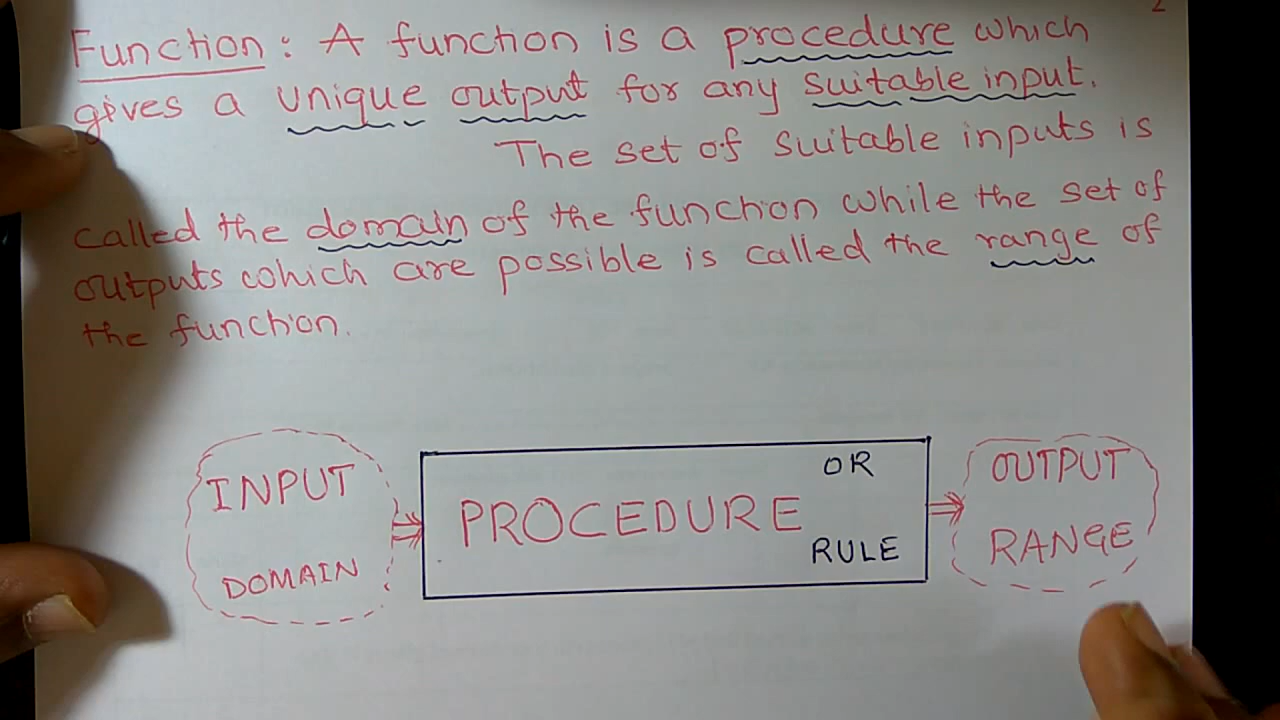 2
Function: A function is a procedure which
gives a unique output for any suitable input.
The set of suitable inputs is
called the domain of the function while the set of
outputs which are possible is called the range of
the function.
INPUT
DOMAIN
PROCEDURE
OR
RULE
OUTPUT
RANGE